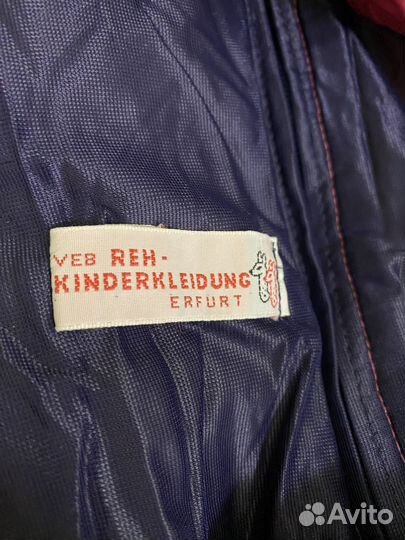 VEB REH-
KINDERKLEIDUNG
ERFURT
Avito